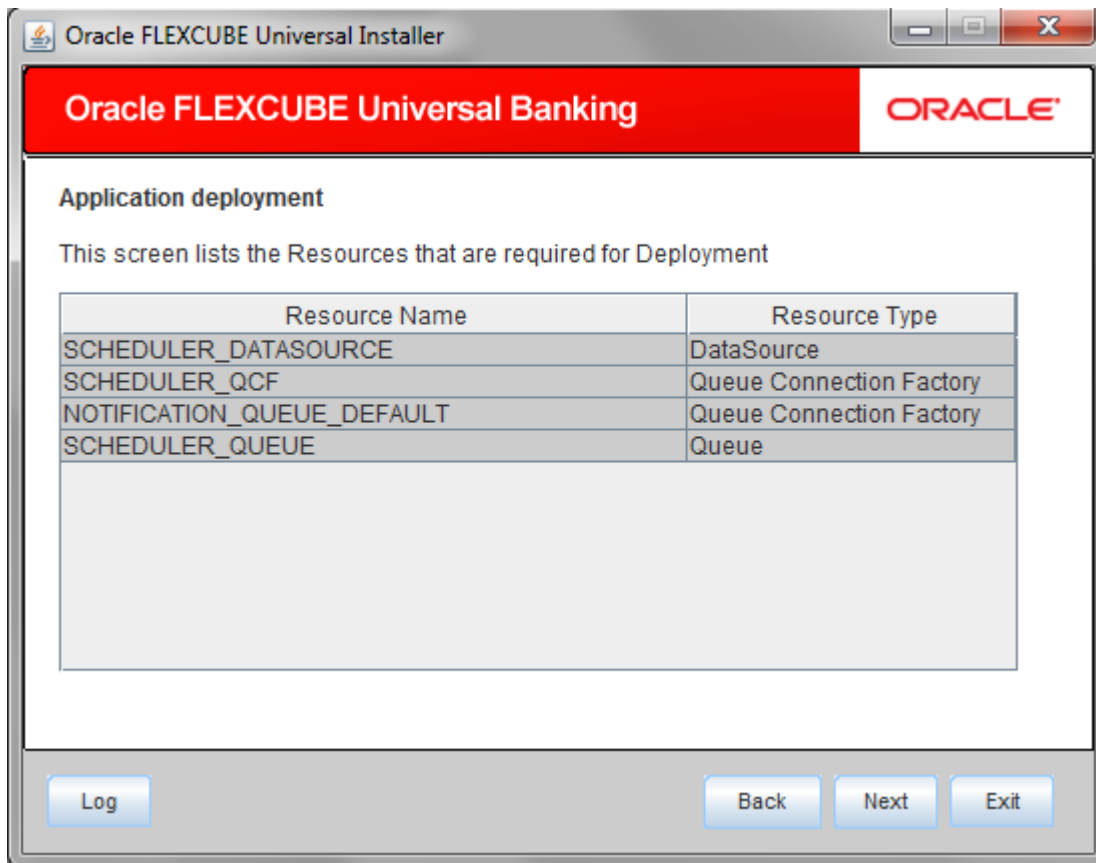 Oracle FLEXCUBE Universal Installer
Oracle FLEXCUBE Universal Banking
ORACLE
Application deployment
This screen lists the Resources that are required for Deployment
Resource Name Resource Type
SCHEDULER_DATASOURCE DataSource
SCHEDULER_QCF Queue Connection Factory
NOTIFICATION_QUEUE_DEFAULT Queue Connection Factory
SCHEDULER_QUEUE Queue
Log Back Next Exit